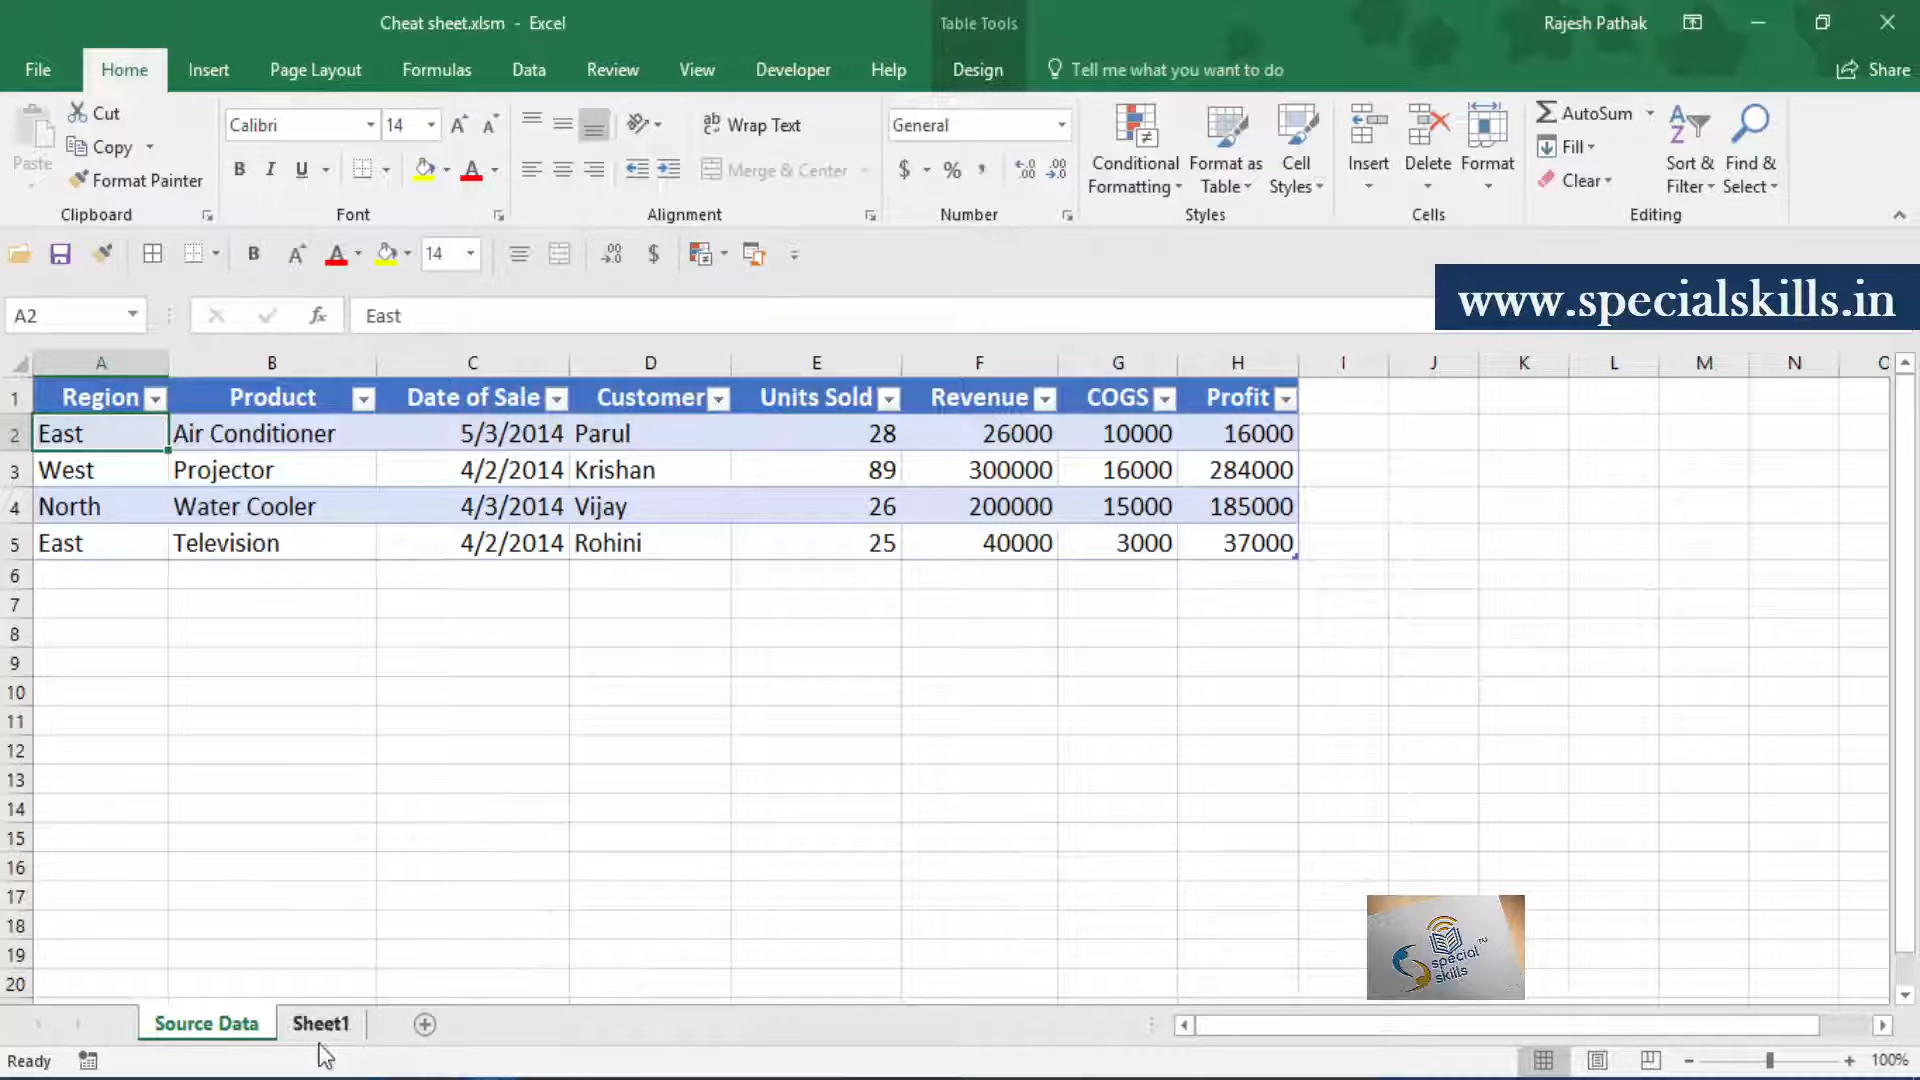 Cheat sheet.xlsm - Excel
Table Tools
Rajesh Pathak
File Home Insert Page Layout Formulas Data Review View Developer Help Design Tell me what you want to do Share
Paste
Cut
Copy
Format Painter
Clipboard
Calibri 14
B I U
Font
Wrap Text
Merge & Center
Alignment
General
$ % ,
Number
Conditional Formatting
Format as Table
Cell Styles
Styles
Insert
Delete
Format
Cells
AutoSum
Fill
Clear
Sort & Filter
Find & Select
Editing
B A A 14 $
www.specialskills.in
A2 fx East
A B C D E F G H I J K L M N O
1 Region Product Date of Sale Customer Units Sold Revenue COGS Profit
2 East Air Conditioner 5/3/2014 Parul 28 26000 10000 16000
3 West Projector 4/2/2014 Krishan 89 300000 16000 284000
4 North Water Cooler 4/3/2014 Vijay 26 200000 15000 185000
5 East Television 4/2/2014 Rohini 25 40000 3000 37000
6
7
8
9
10
11
12
13
14
15
16
17
18
19
20
special skills
Source Data Sheet1
Ready 100%